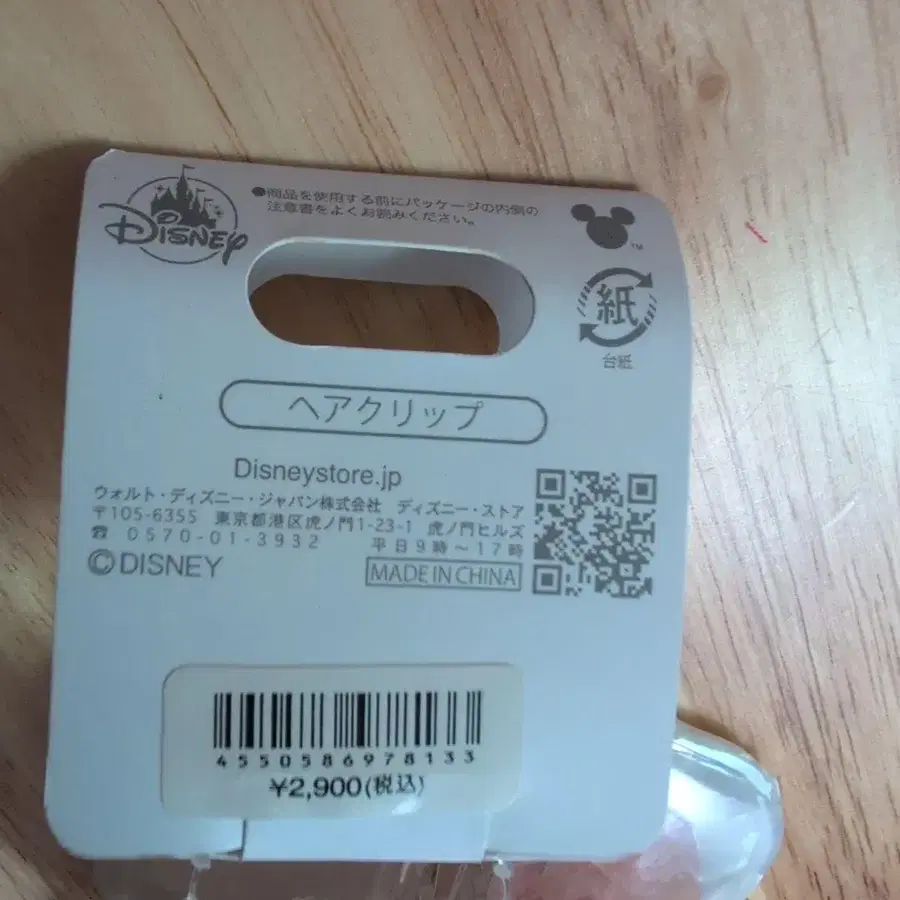 Disney
●商品を使用する前にパッケージの内側の
注意書をよくお読みください。
TM
紙
台紙
ヘアクリップ
Disneystore.jp
ウォルト・ディズニー・ジャパン株式会社 ディズニー・ストア
〒105-6355 東京都港区虎ノ門1-23-1 虎ノ門ヒルズ
☎ 0570-01-3932 平日9時～17時
©DISNEY
MADE IN CHINA
4550586978133
¥2,900(税込)